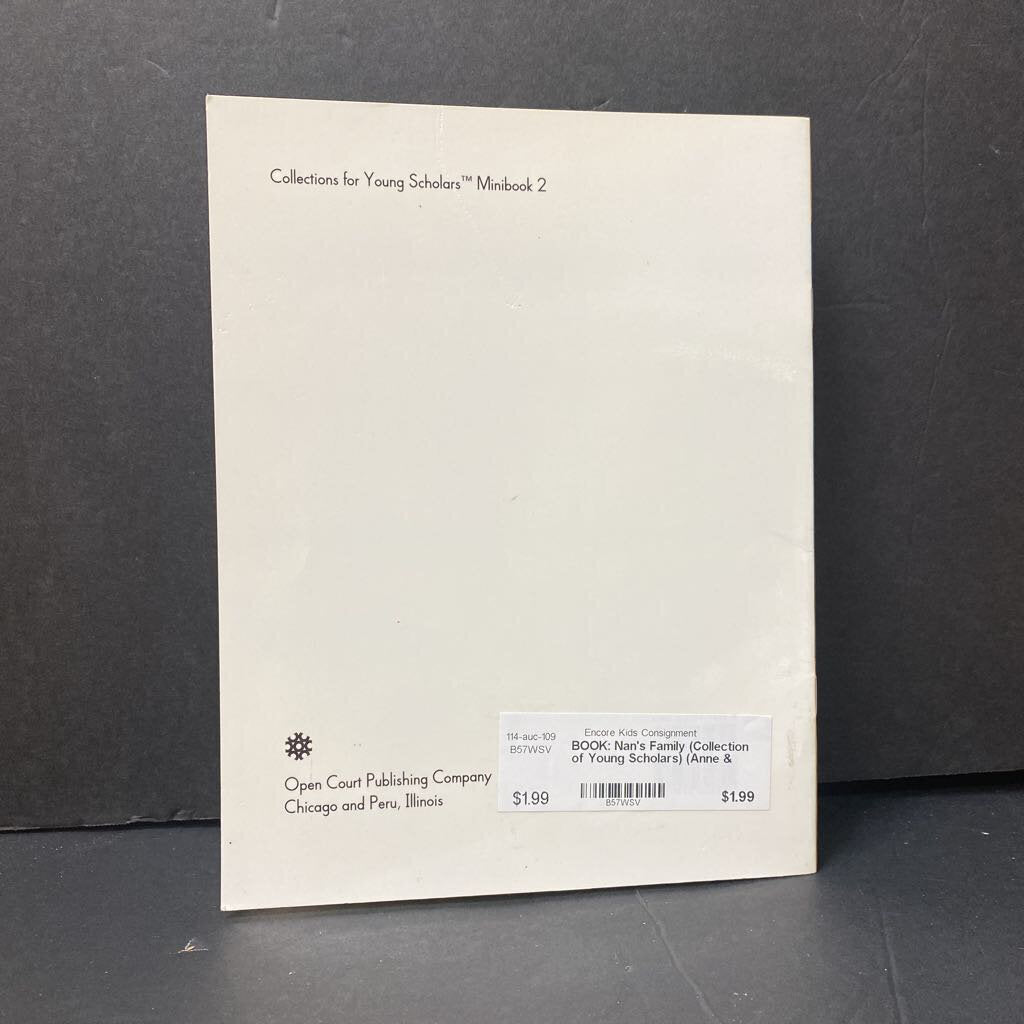 Collections for Young Scholars™ Minibook 2
Open Court Publishing Company
Chicago and Peru, Illinois
114-auc-109
B57WSV
Encore Kids Consignment
BOOK: Nan's Family (Collection
of Young Scholars) (Anne &
$1.99
B57WSV
$1.99